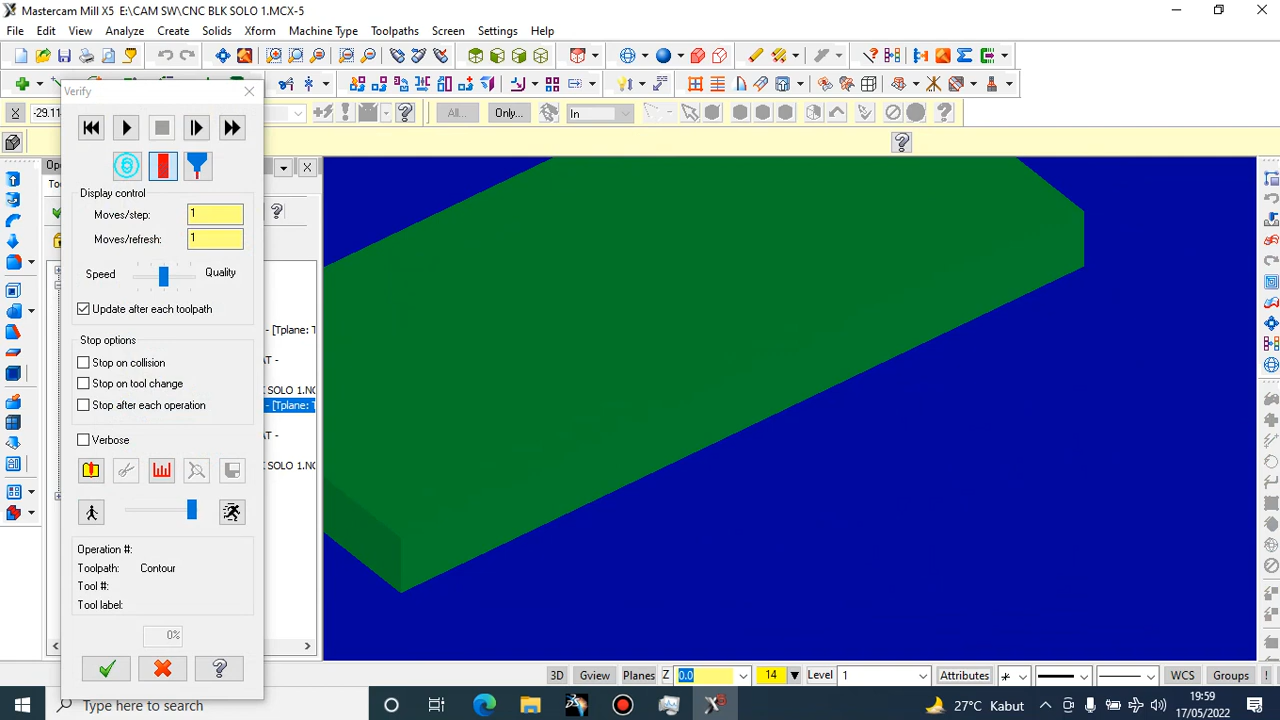 Mastercam Mill X5 E:\CAM SW\CNC BLK SOLO 1.MCX-5
File Edit View Analyze Create Solids Xform Machine Type Toolpaths Screen Settings Help
Verify
-29.11
All...
Only...
In
Display control
Moves/step: 1
Moves/refresh: 1
Speed Quality
Update after each toolpath
Stop options
Stop on collision
- [Tplane: T
AT -
Stop on tool change
SOLO 1.NC
Stop after each operation
- [Tplane: T
Verbose
AT -
SOLO 1.NC
Operation #:
Toolpath: Contour
Tool #:
Tool label:
0%
3D Gview Planes Z 0.0 14 Level 1 Attributes WCS Groups
Type here to search
27°C Kabut
19:59
17/05/2022